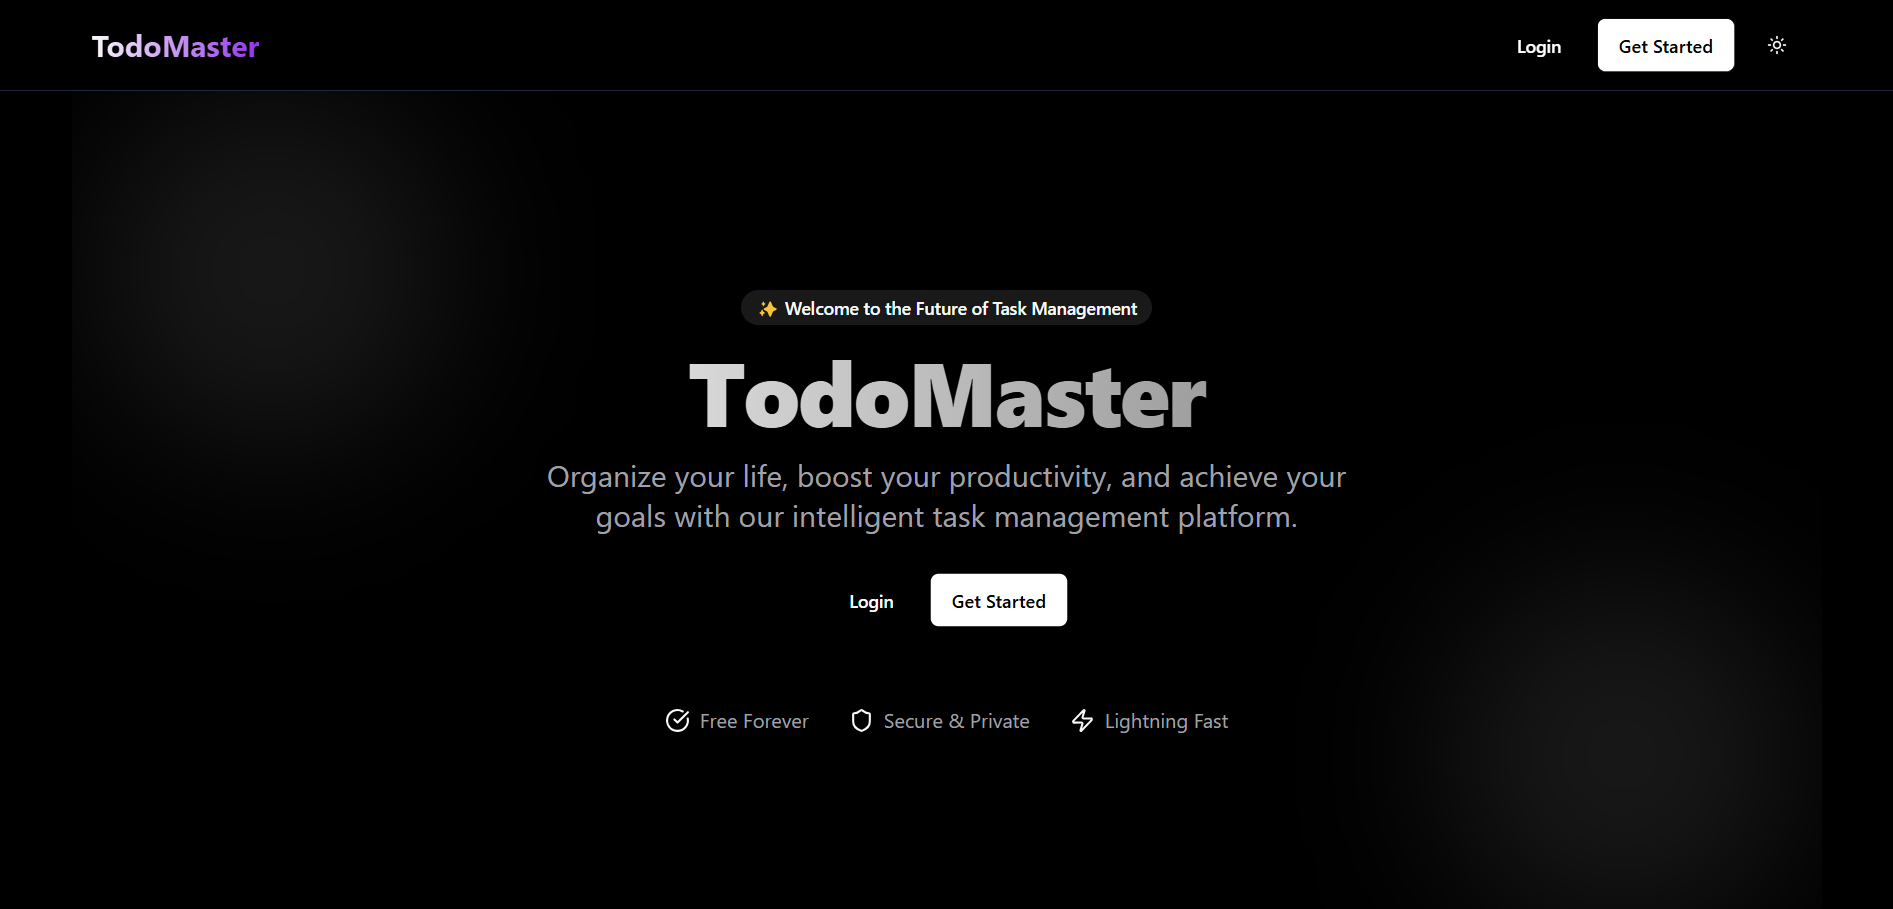 TodoMaster
Login
Get Started
✨ Welcome to the Future of Task Management
TodoMaster
Organize your life, boost your productivity, and achieve your
goals with our intelligent task management platform.
Login
Get Started
Free Forever
Secure & Private
Lightning Fast